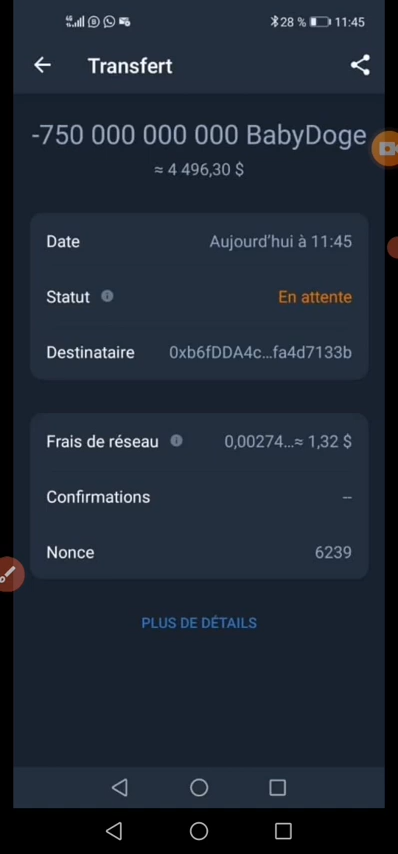 28 % 11:45
Transfert
-750 000 000 000 BabyDoge
≈ 4 496,30 $
Date Aujourd'hui à 11:45
Statut En attente
Destinataire 0xb6fDDA4c...fa4d7133b
Frais de réseau 0,00274...≈ 1,32 $
Confirmations --
Nonce 6239
PLUS DE DÉTAILS